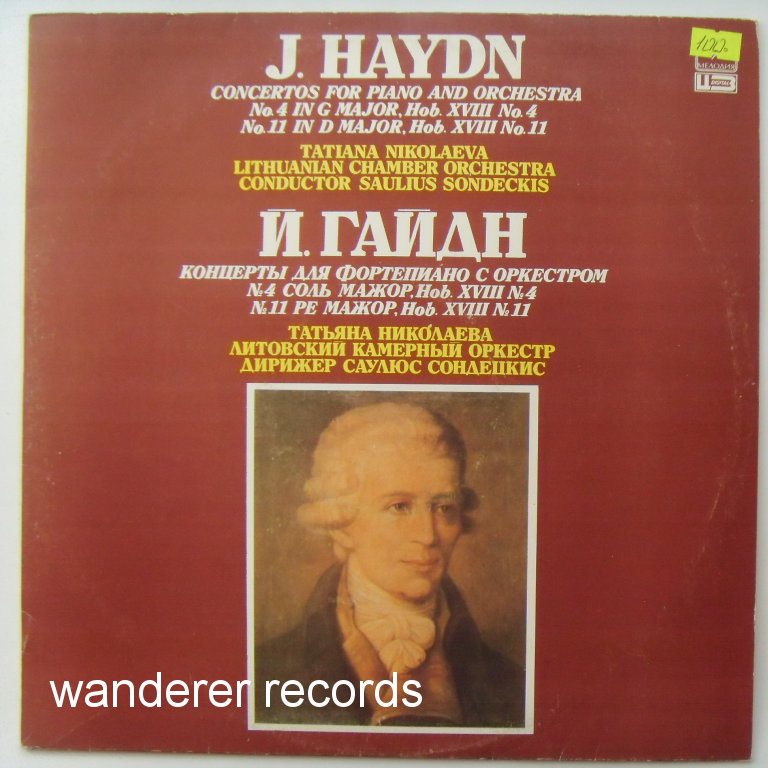 J. HAYDN
CONCERTOS FOR PIANO AND ORCHESTRA
No. 4 IN G MAJOR, Hob. XVIII No. 4
No. 11 IN D MAJOR, Hob. XVIII No. 11
TATIANA NIKOLAEVA
LITHUANIAN CHAMBER ORCHESTRA
CONDUCTOR SAULIUS SONDECKIS
Й. ГАЙДН
КОНЦЕРТЫ ДЛЯ ФОРТЕПИАНО С ОРКЕСТРОМ
№4 СОЛЬ МАЖОР, Hob. XVIII №4
№11 РЕ МАЖОР, Hob. XVIII №11
ТАТЬЯНА НИКОЛАЕВА
ЛИТОВСКИЙ КАМЕРНЫЙ ОРКЕСТР
ДИРИЖЕР САУЛЮС СОНДЕЦКИС
МЕЛОДИЯ
DIGITAL
wanderer records